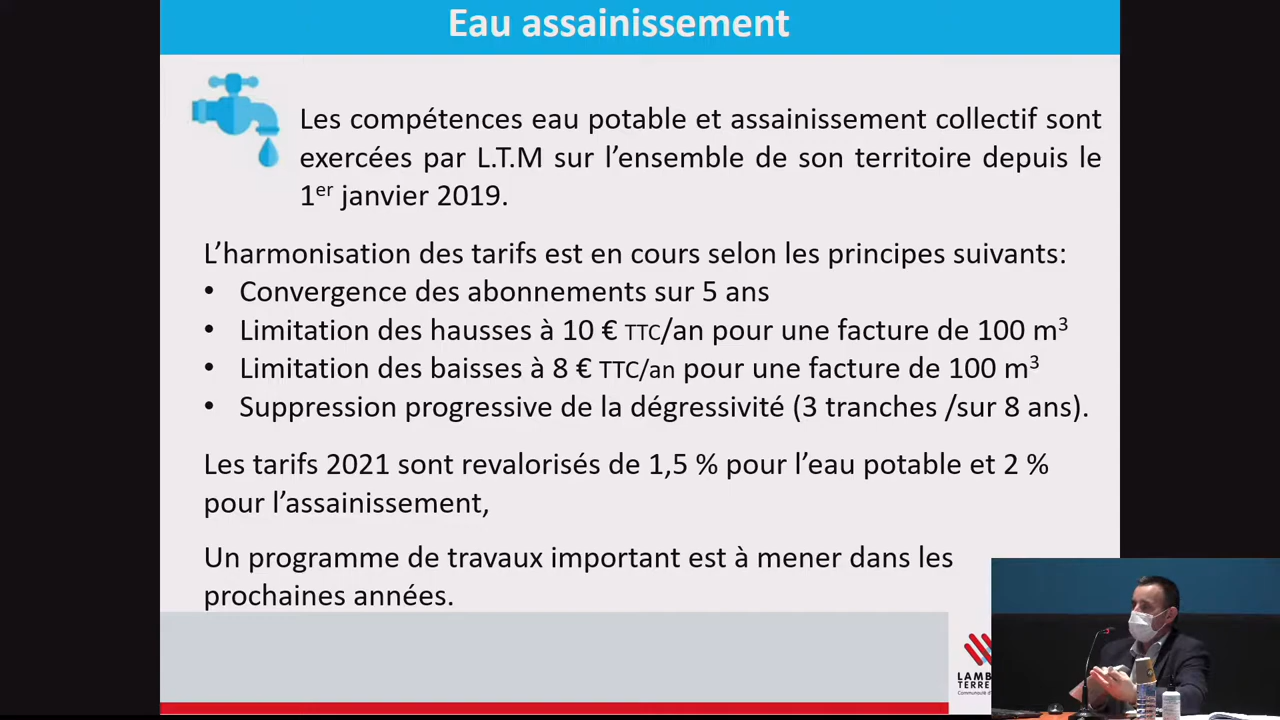 Eau assainissement
Les compétences eau potable et assainissement collectif sont
exercées par L.T.M sur l’ensemble de son territoire depuis le
1er janvier 2019.
L’harmonisation des tarifs est en cours selon les principes suivants:
• Convergence des abonnements sur 5 ans
• Limitation des hausses à 10 € TTC/an pour une facture de 100 m³
• Limitation des baisses à 8 € TTC/an pour une facture de 100 m³
• Suppression progressive de la dégressivité (3 tranches /sur 8 ans).
Les tarifs 2021 sont revalorisés de 1,5 % pour l’eau potable et 2 %
pour l’assainissement,
Un programme de travaux important est à mener dans les
prochaines années.
LAMB
TERRE